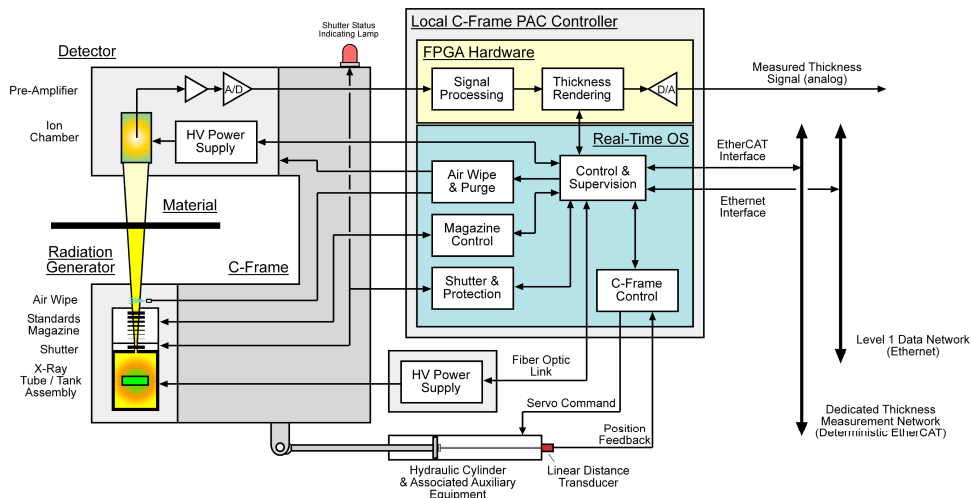 Shutter Status
Indicating Lamp
Local C-Frame PAC Controller
Detector
FPGA Hardware
Pre-Amplifier
A/D
Signal
Processing
Thickness
Rendering
D/A
Measured Thickness
Signal (analog)
Ion
Chamber
HV Power
Supply
Real-Time OS
EtherCAT
Interface
Air Wipe
& Purge
Control &
Supervision
Ethernet
Interface
Material
Magazine
Control
Radiation
Generator
C-Frame
Shutter &
Protection
C-Frame
Control
Air Wipe
Standards
Magazine
Shutter
X-Ray
Tube / Tank
Assembly
HV Power
Supply
Fiber Optic
Link
Level 1 Data Network
(Ethernet)
Servo Command
Position
Feedback
Dedicated Thickness
Measurement Network
(Deterministic EtherCAT)
Hydraulic Cylinder
& Associated Auxiliary
Equipment
Linear Distance
Transducer